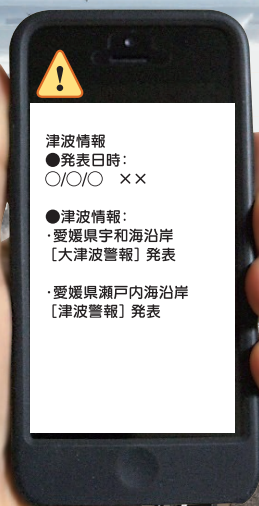 津波情報
●発表日時：
○/○/○　××
●津波情報：
・愛媛県宇和海沿岸
［大津波警報］発表
・愛媛県瀬戸内海沿岸
［津波警報］発表